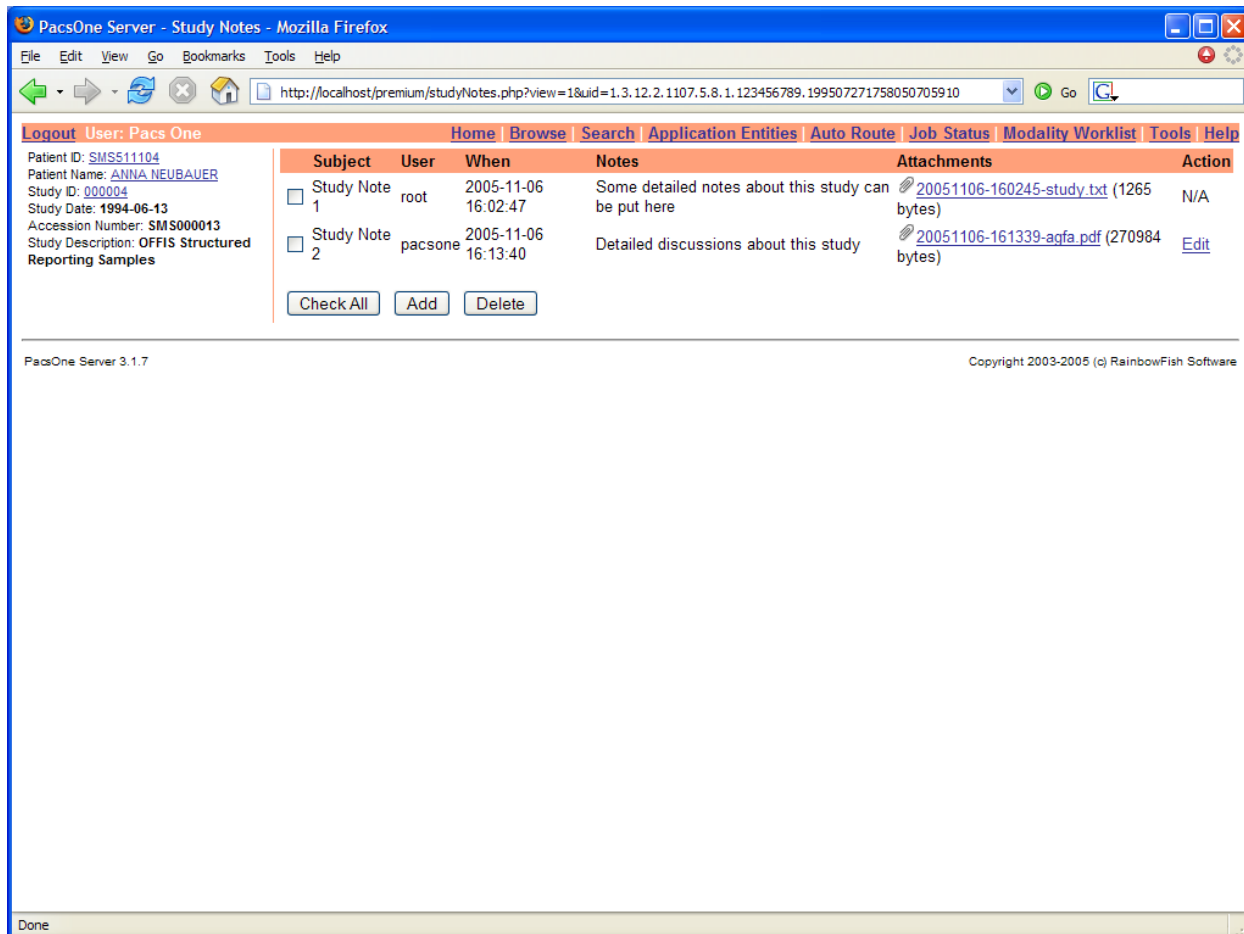 PacsOne Server - Study Notes - Mozilla Firefox
File Edit View Go Bookmarks Tools Help
http://localhost/premium/studyNotes.php?view=1&uid=1.3.12.2.1107.5.8.1.123456789.199507271758050705910 Go G
Logout User: Pacs One Home | Browse | Search | Application Entities | Auto Route | Job Status | Modality Worklist | Tools | Help
Patient ID: SMS511104
Patient Name: ANNA NEUBAUER
Study ID: 000004
Study Date: 1994-06-13
Accession Number: SMS000013
Study Description: OFFIS Structured
Reporting Samples
Subject User When Notes Attachments Action
Study Note root 2005-11-06 Some detailed notes about this study can 20051106-160245-study.txt (1265 N/A
1 16:02:47 be put here bytes)
Study Note pacsone 2005-11-06 Detailed discussions about this study 20051106-161339-agfa.pdf (270984 Edit
2 16:13:40 bytes)
Check All Add Delete
PacsOne Server 3.1.7 Copyright 2003-2005 (c) RainbowFish Software
Done